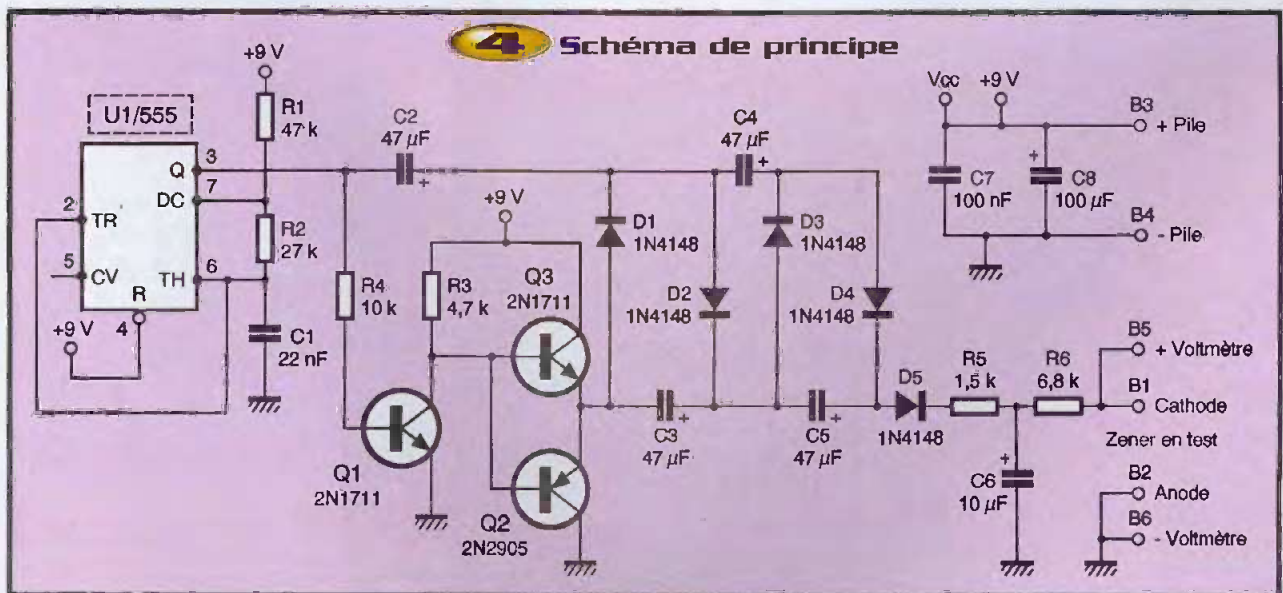 4 Schéma de principe
+9 V
U1/555
R1
47 k
Q
3
DC
7
2
TR
R2
27 k
5
CV
TH
6
R
4
+9 V
C1
22 nF
C2
47 µF
+
R4
10 k
R3
4,7 k
+9 V
Q3
2N1711
Q1
2N1711
Q2
2N2905
D1
1N4148
D2
1N4148
C4
47 µF
+
D3
1N4148
D4
1N4148
C3
47 µF
+
C5
47 µF
+
D5
1N4148
R5
1,5 k
R6
6,8 k
+
C6
10 µF
Vcc
+9 V
C7
100 nF
+
C8
100 µF
B3
+ Pile
B4
- Pile
B5
+ Voltmètre
B1
Cathode
Zener en test
B2
Anode
B6
- Voltmètre